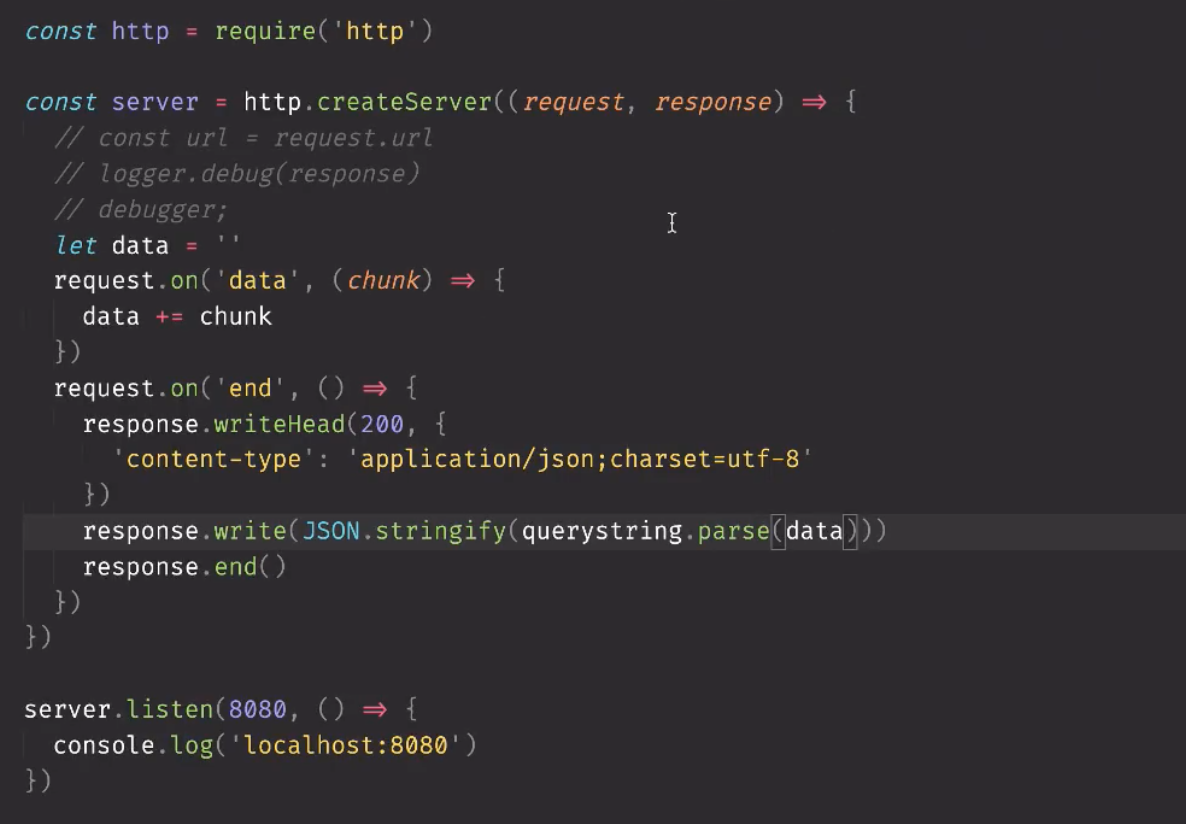 const http = require('http')
const server = http.createServer((request, response) => {
// const url = request.url
// logger.debug(response)
// debugger;
let data = ''
request.on('data', (chunk) => {
data += chunk
})
request.on('end', () => {
response.writeHead(200, {
'content-type': 'application/json;charset=utf-8'
})
response.write(JSON.stringify(querystring.parse(data)))
response.end()
})
})
server.listen(8080, () => {
console.log('localhost:8080')
})